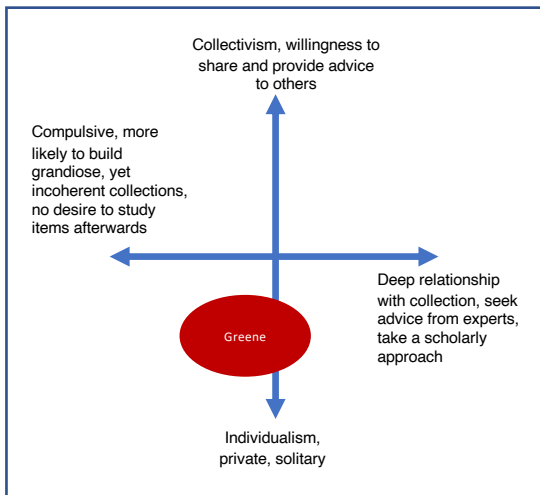 Collectivism, willingness to
share and provide advice
to others
Compulsive, more
likely to build
grandiose, yet
incoherent collections,
no desire to study
items afterwards
Deep relationship
with collection, seek
advice from experts,
take a scholarly
approach
Greene
Individualism,
private, solitary